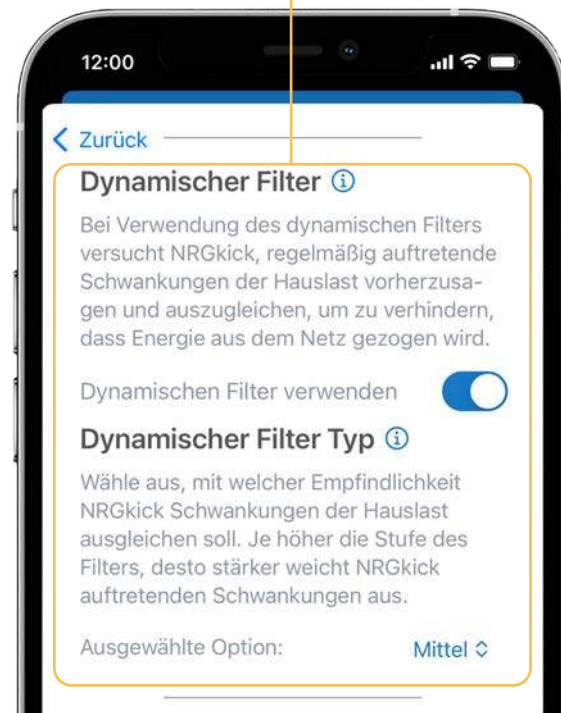 12:00
Zurück
Dynamischer Filter
Bei Verwendung des dynamischen Filters
versucht NRGkick, regelmäßig auftretende
Schwankungen der Hauslast vorherzusa-
gen und auszugleichen, um zu verhindern,
dass Energie aus dem Netz gezogen wird.
Dynamischen Filter verwenden
Dynamischer Filter Typ
Wähle aus, mit welcher Empfindlichkeit
NRGkick Schwankungen der Hauslast
ausgleichen soll. Je höher die Stufe des
Filters, desto stärker weicht NRGkick
auftretenden Schwankungen aus.
Ausgewählte Option: Mittel